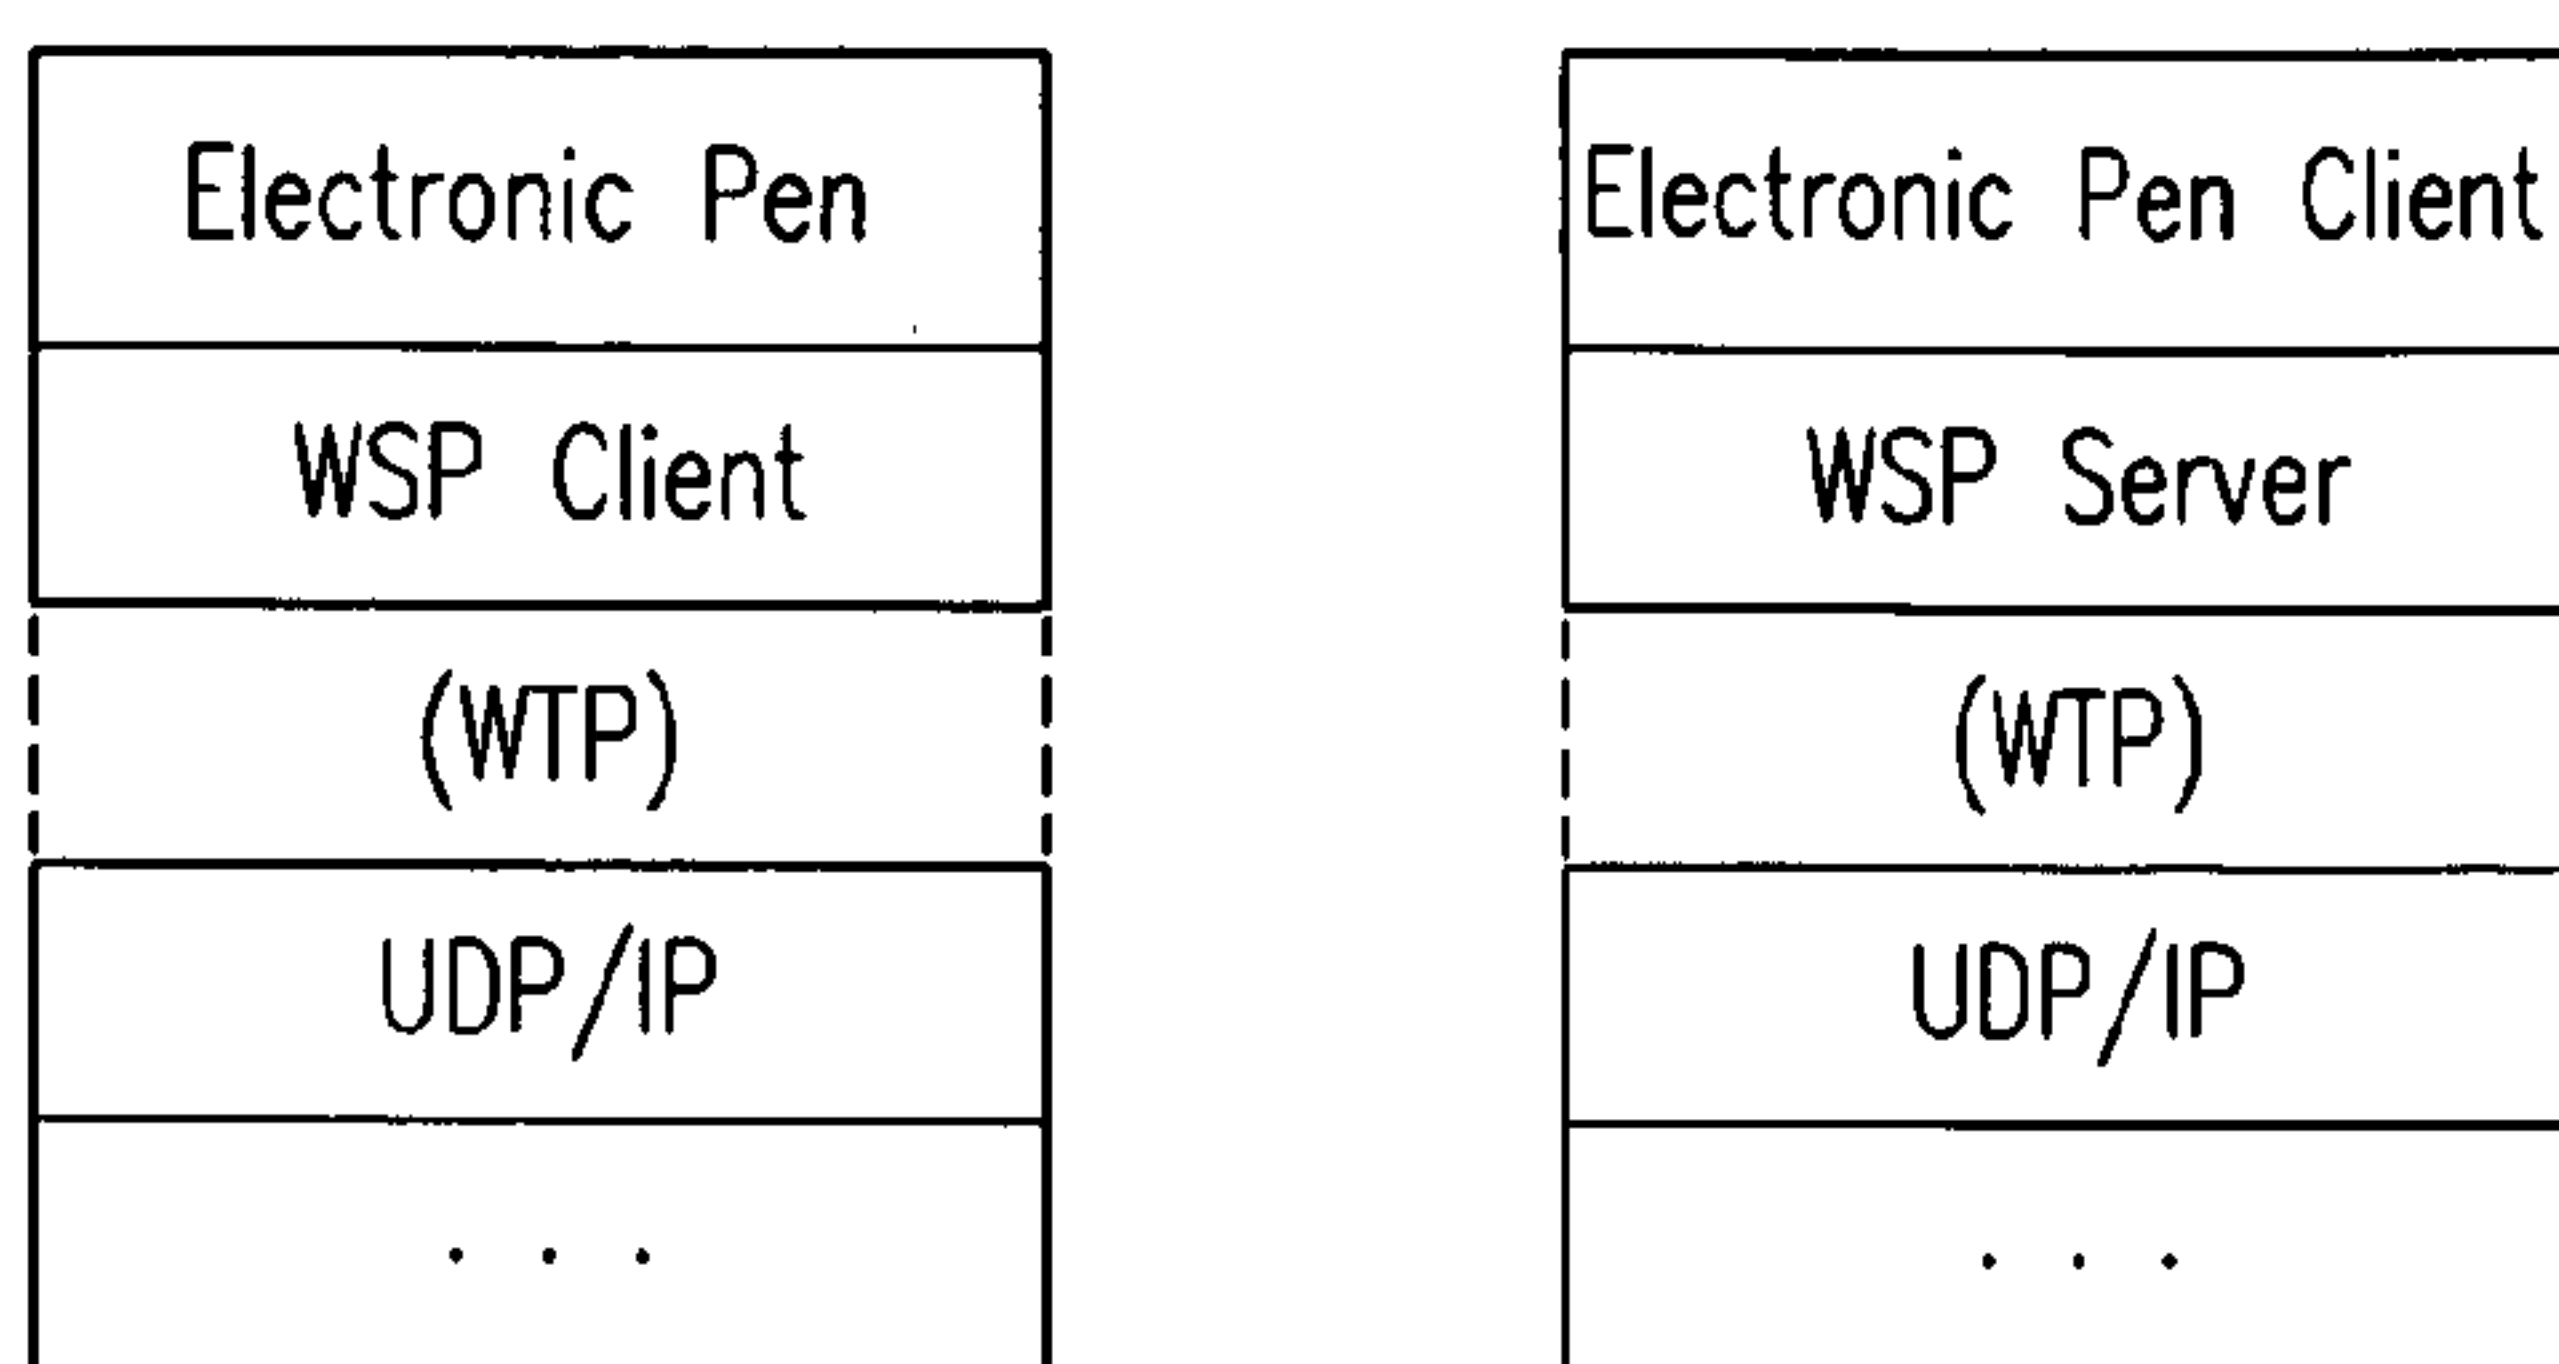 Electronic Pen
WSP Client
(WTP)
UDP/IP
. . .
Electronic Pen Client
WSP Server
(WTP)
UDP/IP
. . .